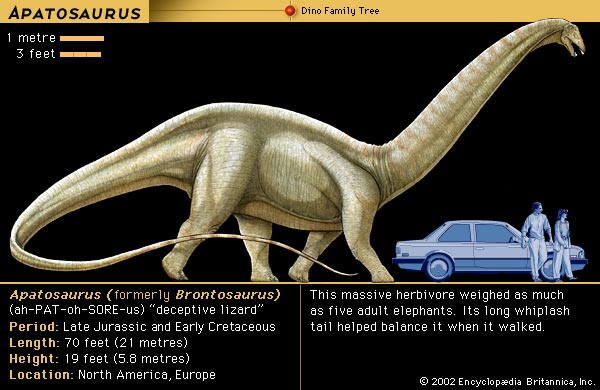 APATOSAURUS
Dino Family Tree
1 metre
3 feet
Apatosaurus (formerly Brontosaurus)
(ah-PAT-oh-SORE-us) “deceptive lizard”
Period: Late Jurassic and Early Cretaceous
Length: 70 feet (21 metres)
Height: 19 feet (5.8 metres)
Location: North America, Europe
This massive herbivore weighed as much
as five adult elephants. Its long whiplash
tail helped balance it when it walked.
© 2002 Encyclopædia Britannica, Inc.